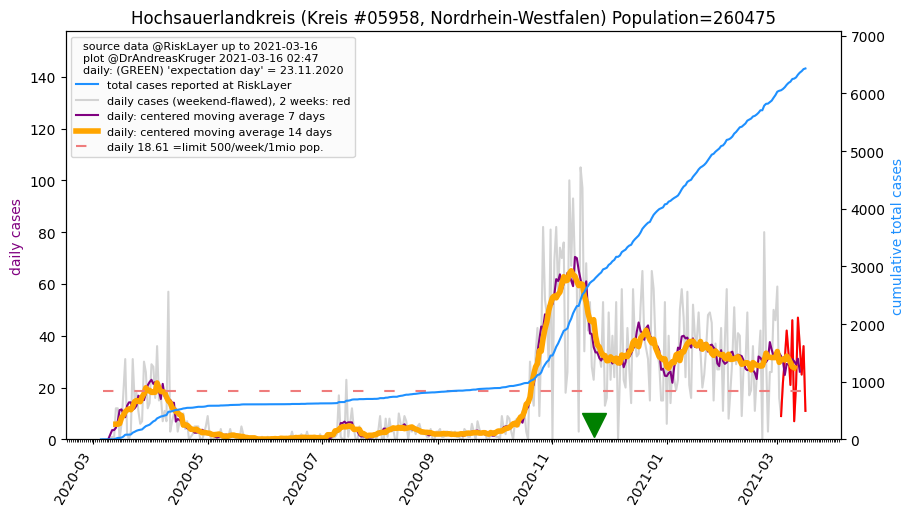 Hochsauerlandkreis (Kreis #05958, Nordrhein-Westfalen) Population=260475
source data @RiskLayer up to 2021-03-16
plot @DrAndreasKruger 2021-03-16 02:47
daily: (GREEN) 'expectation day' = 23.11.2020
total cases reported at RiskLayer
daily cases (weekend-flawed), 2 weeks: red
daily: centered moving average 7 days
daily: centered moving average 14 days
daily 18.61 =limit 500/week/1mio pop.
daily cases
0
20
40
60
80
100
120
140
cumulative total cases
0
1000
2000
3000
4000
5000
6000
7000
2020-03
2020-05
2020-07
2020-09
2020-11
2021-01
2021-03